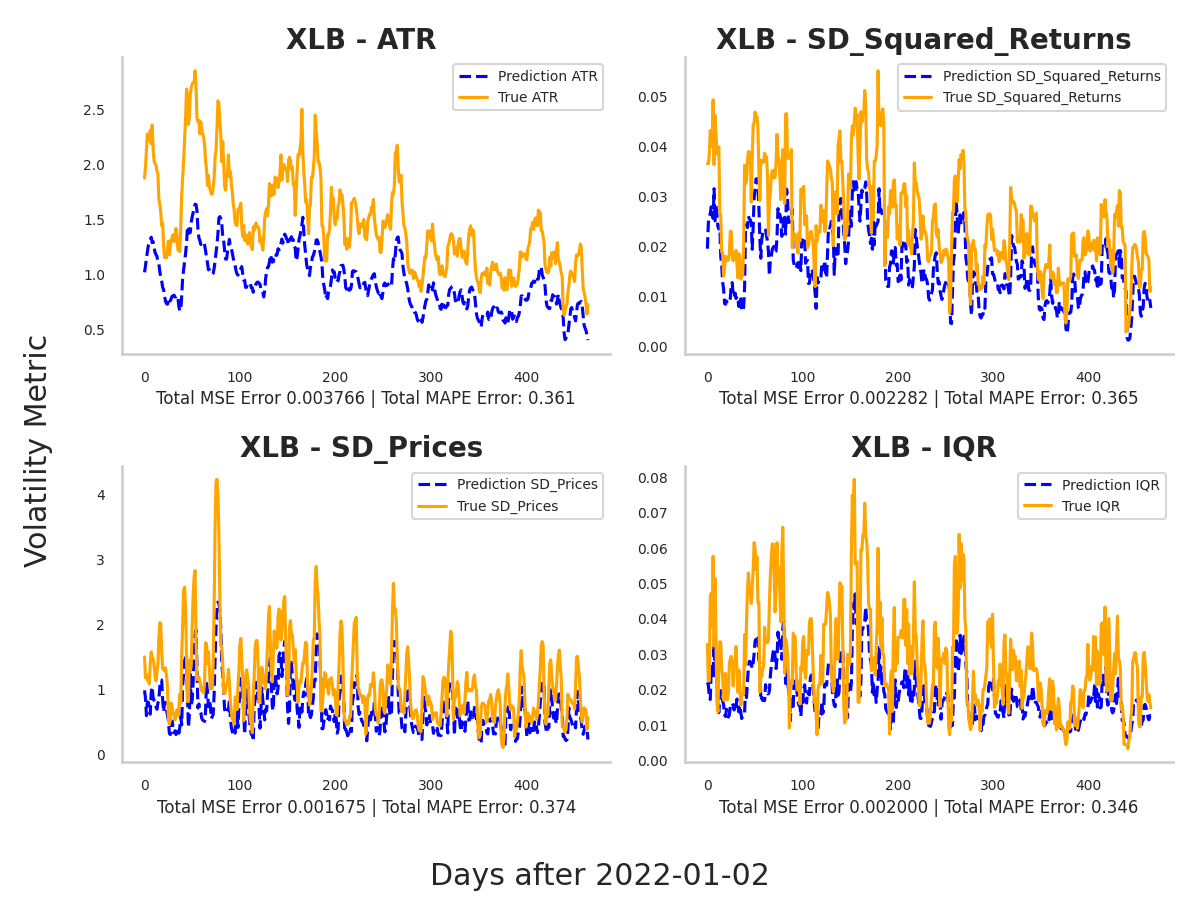 XLB - ATR
Prediction ATR
True ATR
2.5
2.0
1.5
1.0
0.5
0 100 200 300 400
Total MSE Error 0.003766 | Total MAPE Error: 0.361
XLB - SD_Squared_Returns
Prediction SD_Squared_Returns
True SD_Squared_Returns
0.05
0.04
0.03
0.02
0.01
0.00
0 100 200 300 400
Total MSE Error 0.002282 | Total MAPE Error: 0.365
Volatility Metric
XLB - SD_Prices
Prediction SD_Prices
True SD_Prices
4
3
2
1
0
0 100 200 300 400
Total MSE Error 0.001675 | Total MAPE Error: 0.374
XLB - IQR
Prediction IQR
True IQR
0.08
0.07
0.06
0.05
0.04
0.03
0.02
0.01
0.00
0 100 200 300 400
Total MSE Error 0.002000 | Total MAPE Error: 0.346
Days after 2022-01-02